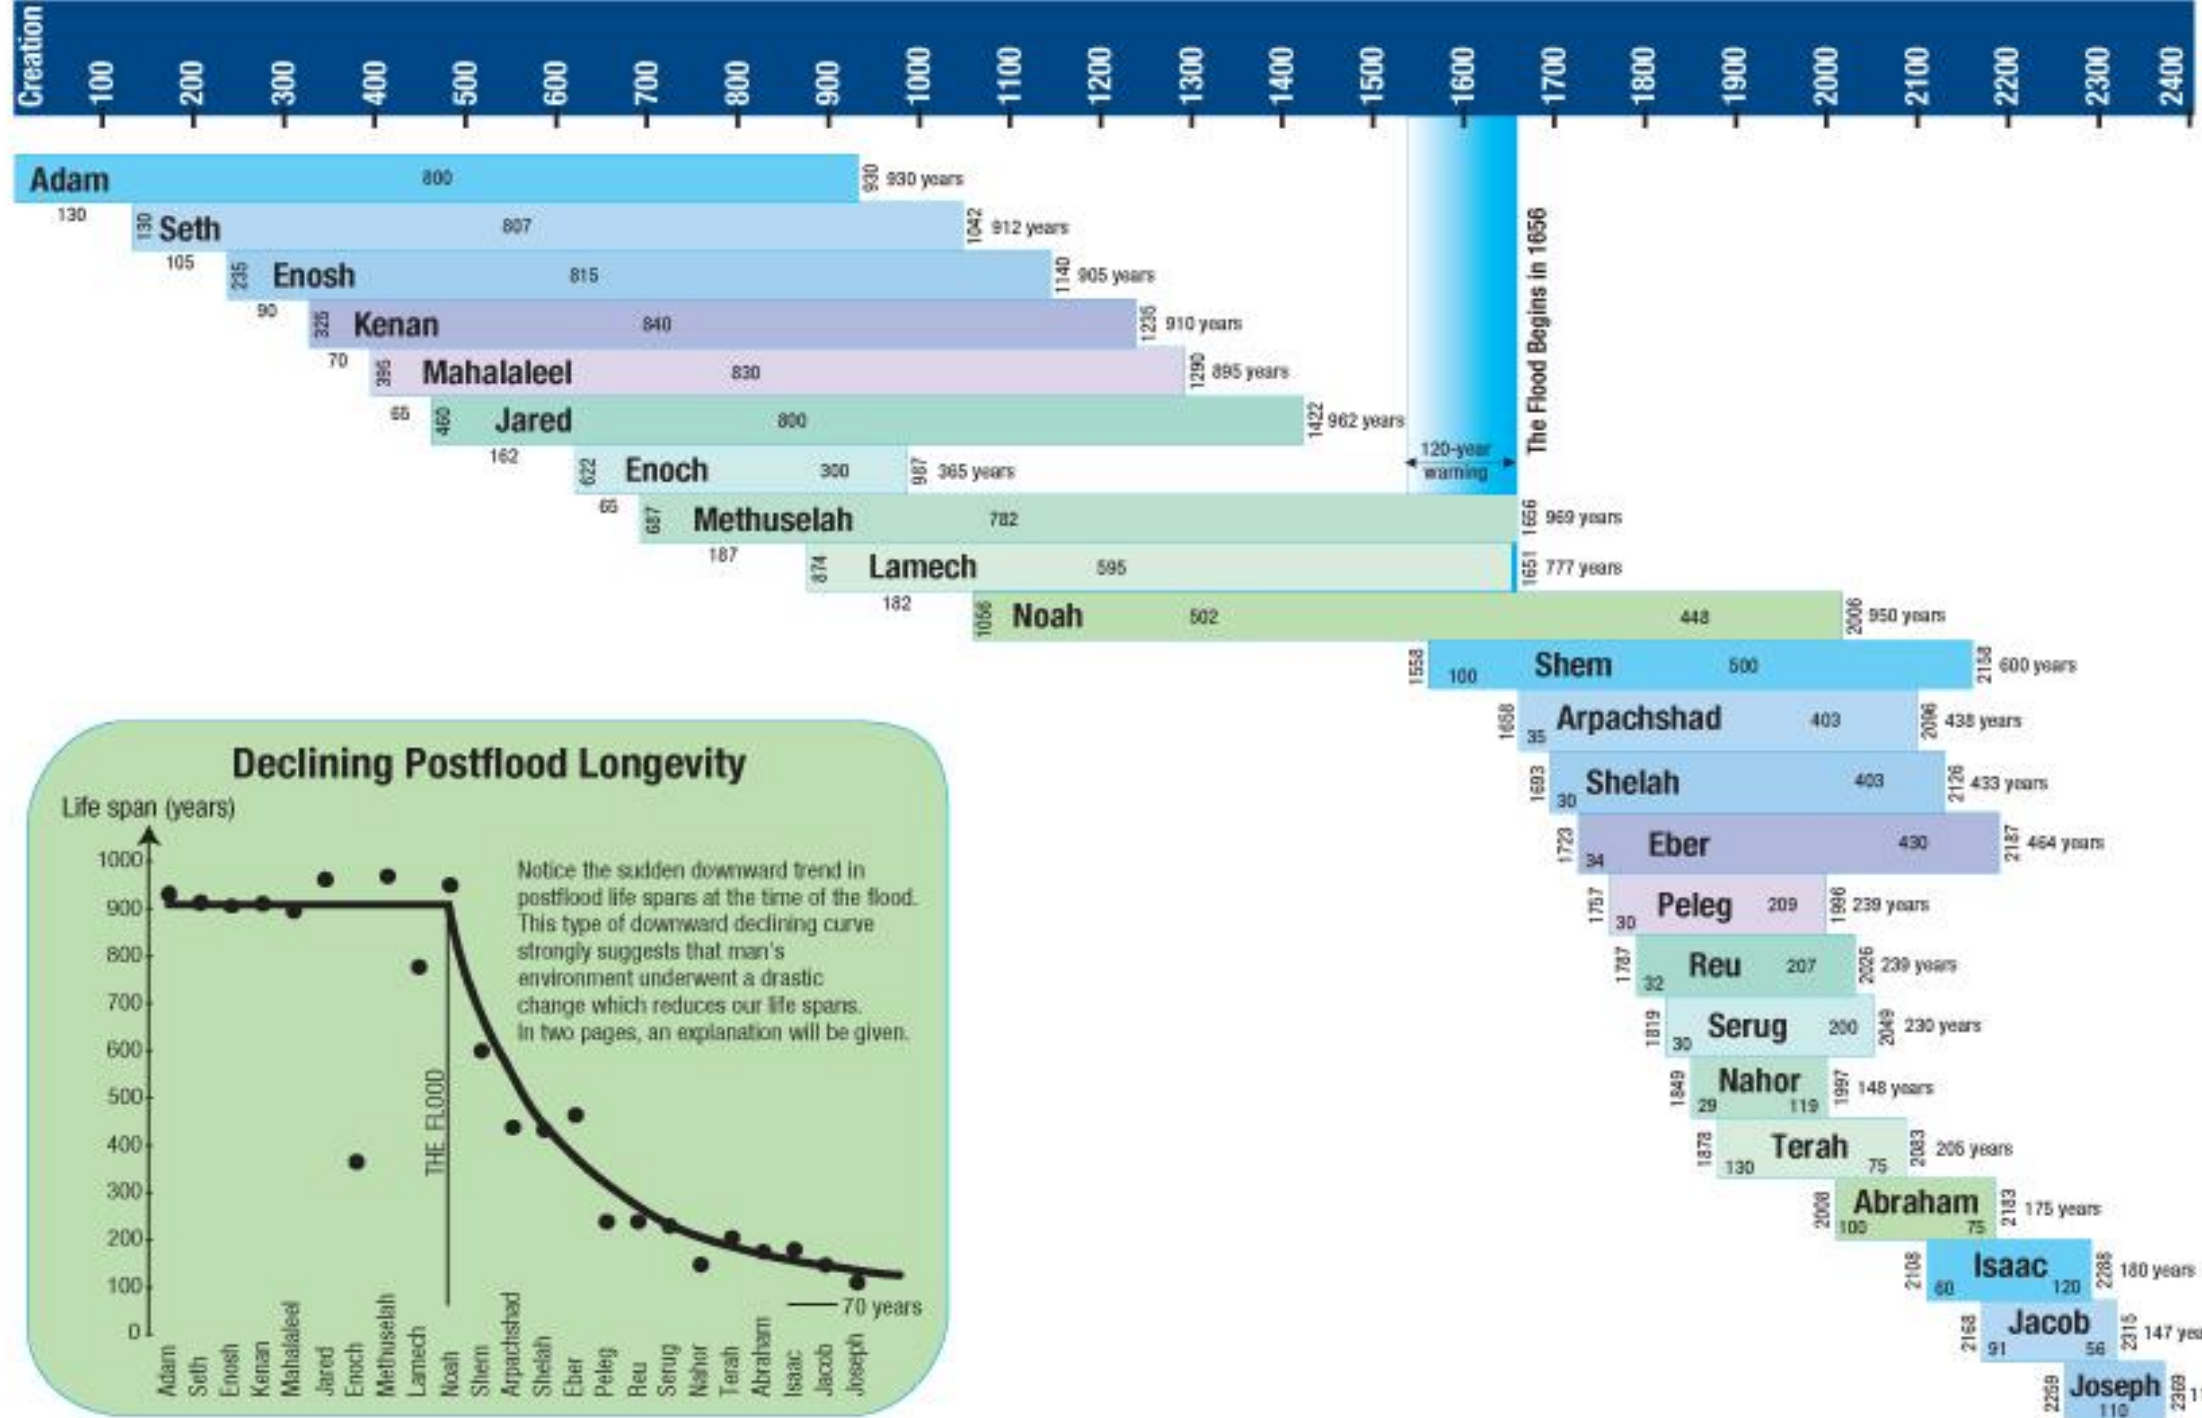 Creation 100 200 300 400 500 600 700 800 900 1000 1100 1200 1300 1400 1500 1600 1700 1800 1900 2000 2100 2200 2300 2400
Adam 800 930 930 years
130
130 Seth 807 1042 912 years
105
235 Enosh 815 1140 905 years
90
325 Kenan 840 1235 910 years
70
395 Mahalaleel 830 1290 895 years
65
460 Jared 800 1422 962 years
162
622 Enoch 300 987 365 years
65
120-year
warning
The Flood Begins in 1656
687 Methuselah 782 1656 969 years
187
874 Lamech 595 1651 777 years
182
1056 Noah 502 448 2006 950 years
1558 100 Shem 500 2158 600 years
1658 35 Arpachshad 403 2096 438 years
1693 30 Shelah 403 2126 433 years
1723 34 Eber 430 2187 464 years
1757 30 Peleg 209 1996 239 years
1787 32 Reu 207 2026 239 years
1819 30 Serug 200 2049 230 years
1849 29 Nahor 119 1997 148 years
1878 130 Terah 75 2083 205 years
2008 100 Abraham 75 2183 175 years
2108 60 Isaac 120 2288 180 years
2168 91 Jacob 56 2315 147
2259 Joseph 110 2369
Declining Postflood Longevity
Life span (years)
1000
900
800
700
600
500
400
300
200
100
0
Notice the sudden downward trend in
postflood life spans at the time of the flood.
This type of downward declining curve
strongly suggests that man's
environment underwent a drastic
change which reduces our life spans.
In two pages, an explanation will be given.
THE FLOOD
70 years
Adam Seth Enosh Kenan Mahalaleel Jared Enoch Methuselah Lamech Noah Shem Arpachshad Shelah Eber Peleg Reu Serug Nahor Terah Abraham Isaac Jacob Joseph